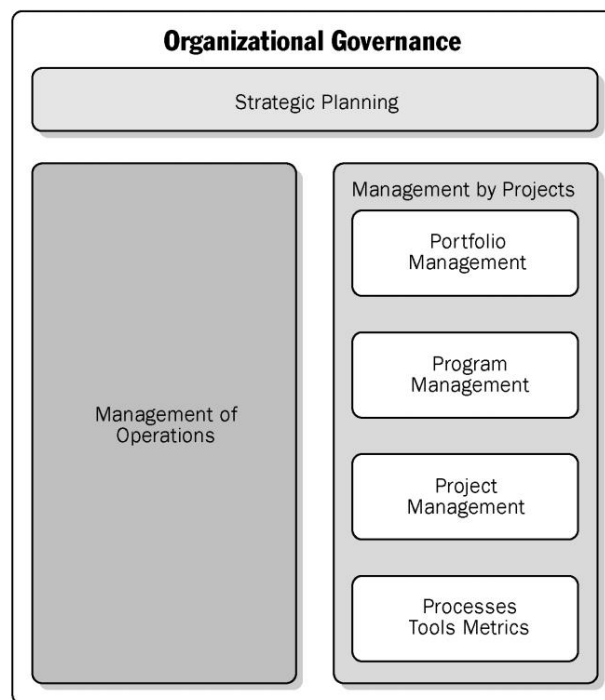 Organizational Governance
Strategic Planning
Management of
Operations
Management by Projects
Portfolio
Management
Program
Management
Project
Management
Processes
Tools Metrics